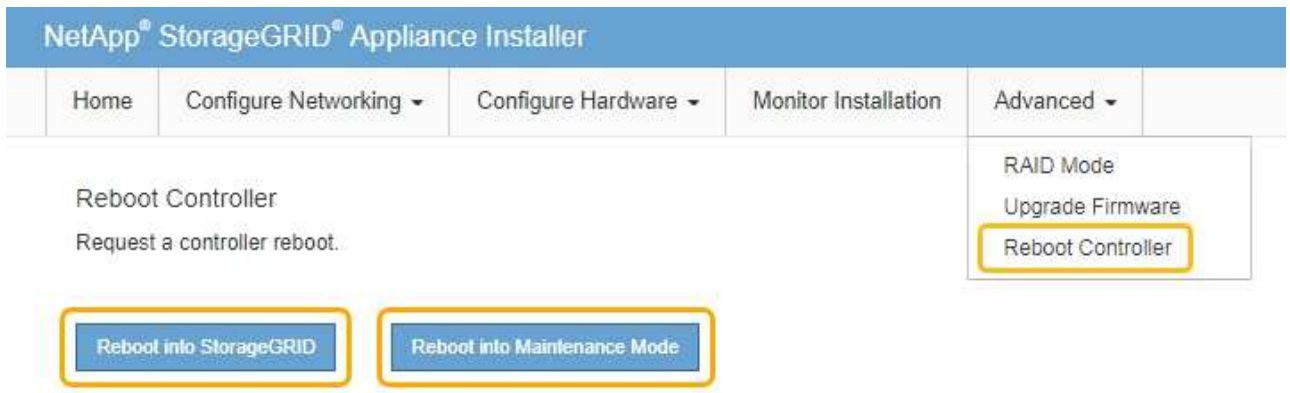 NetApp® StorageGRID® Appliance Installer
Home Configure Networking Configure Hardware Monitor Installation Advanced
RAID Mode
Upgrade Firmware
Reboot Controller
Reboot Controller
Request a controller reboot.
Reboot into StorageGRID Reboot into Maintenance Mode